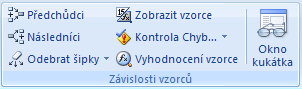 Předchůdci
Následníci
Odebrat šipky
Zobrazit vzorce
Kontrola Chyb...
Vyhodnocení vzorce
Okno
kukátka
Závislosti vzorců